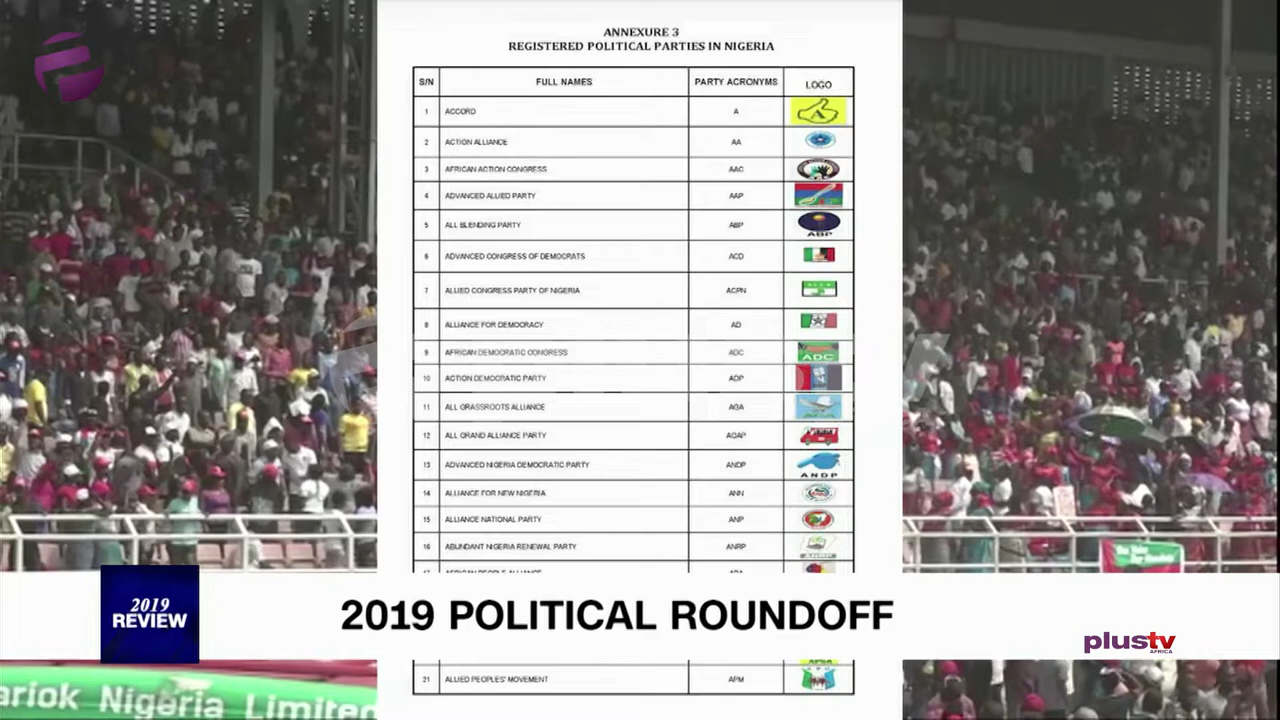 ANNEXURE 3
REGISTERED POLITICAL PARTIES IN NIGERIA
S/N FULL NAMES PARTY ACRONYMS LOGO
1 ACCORD A
2 ACTION ALLIANCE AA
3 AFRICAN ACTION CONGRESS AAC
4 ADVANCED ALLIED PARTY AAP
5 ALL BLENDING PARTY ABP
ABP
6 ADVANCED CONGRESS OF DEMOCRATS ACD
7 ALLIED CONGRESS PARTY OF NIGERIA ACPN
8 ALLIANCE FOR DEMOCRACY AD
9 AFRICAN DEMOCRATIC CONGRESS ADC ADC
10 ACTION DEMOCRATIC PARTY ADP
11 ALL GRASSROOTS ALLIANCE AGA
12 ALL GRAND ALLIANCE PARTY AGAP
13 ADVANCED NIGERIA DEMOCRATIC PARTY ANDP
ANDP
14 ALLIANCE FOR NEW NIGERIA ANN
15 ALLIANCE NATIONAL PARTY ANP
16 ABUNDANT NIGERIA RENEWAL PARTY ANRP
2019
REVIEW
2019 POLITICAL ROUNDOFF
plustv
AFRICA
21 ALLIED PEOPLES' MOVEMENT APM
ariok Nigeria Limited